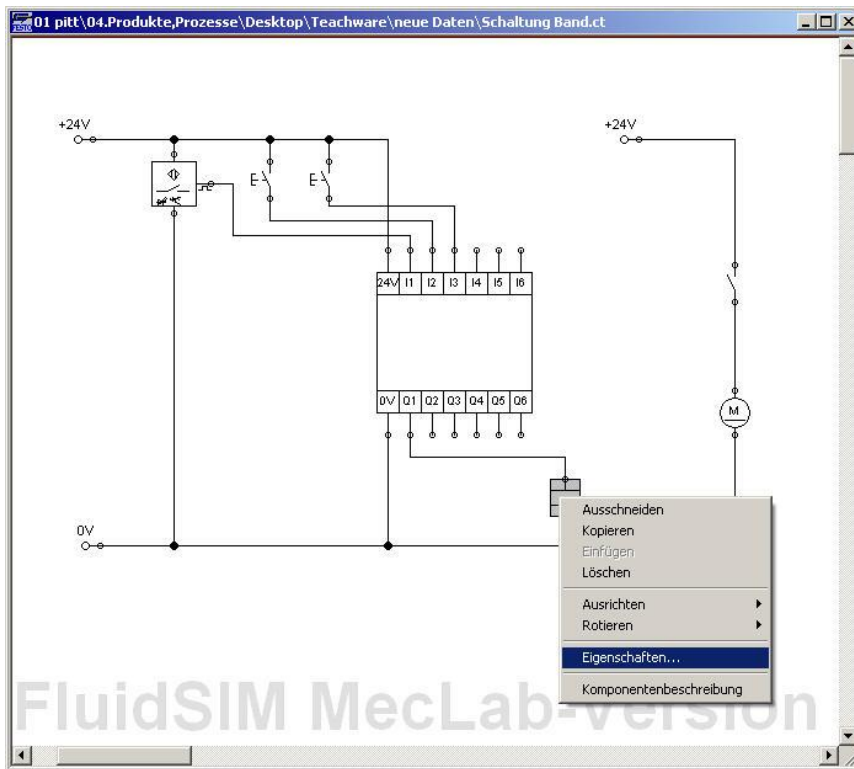 01 pitt\04.Produkte,Prozesse\Desktop\Teachware\neue Daten\Schaltung Band.ct
+24V
+24V
24V I1 I2 I3 I4 I5 I6
0V Q1 Q2 Q3 Q4 Q5 Q6
M
0V
Ausschneiden
Kopieren
Einfügen
Löschen
Ausrichten
Rotieren
Eigenschaften...
Komponentenbeschreibung
FluidSIM MecLab-Version